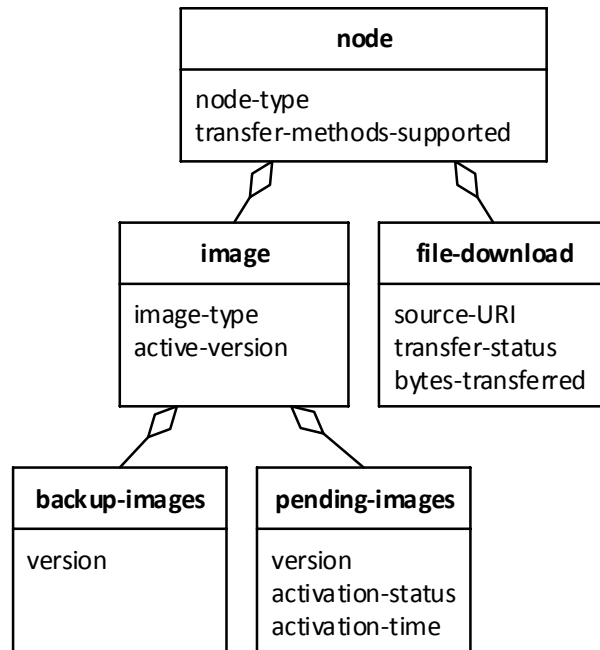 node
node-type
transfer-methods-supported
image
image-type
active-version
file-download
source-URI
transfer-status
bytes-transferred
backup-images
version
pending-images
version
activation-status
activation-time